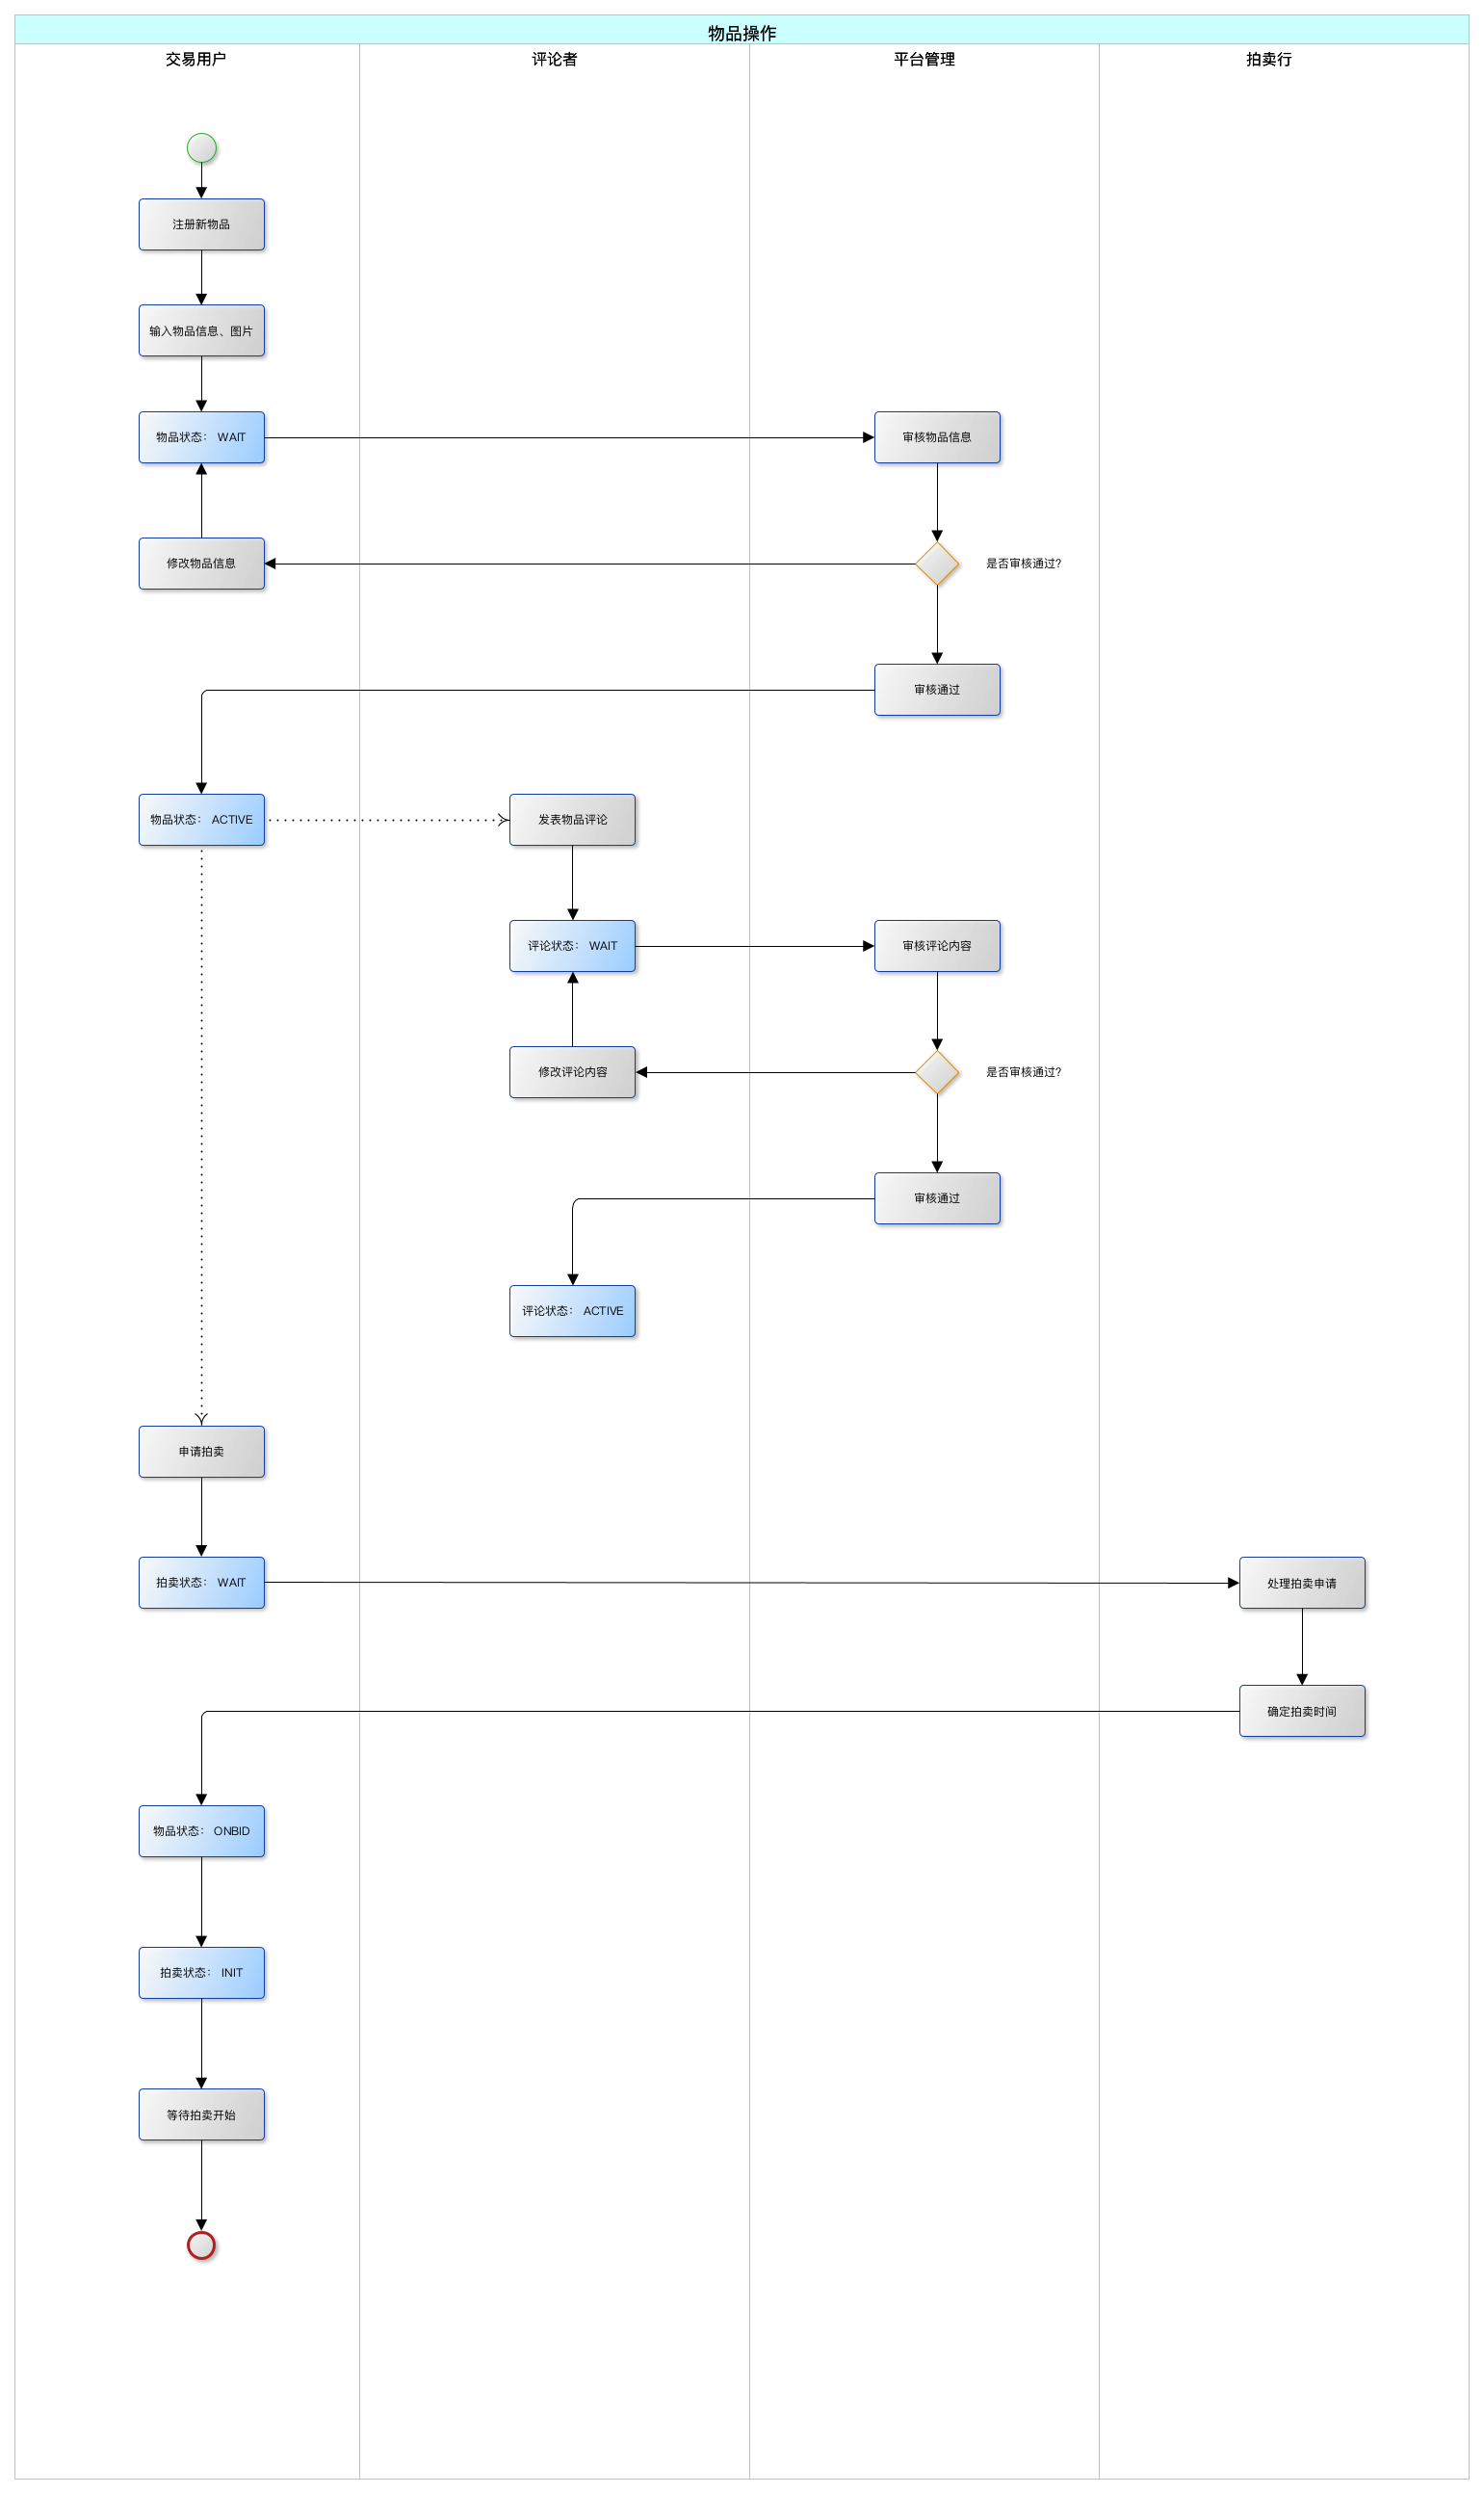 物品操作
交易用户
评论者
平台管理
拍卖行
注册新物品
输入物品信息、图片
物品状态： WAIT
审核物品信息
修改物品信息
是否审核通过?
审核通过
物品状态： ACTIVE
发表物品评论
评论状态： WAIT
审核评论内容
修改评论内容
是否审核通过?
审核通过
评论状态： ACTIVE
申请拍卖
拍卖状态： WAIT
处理拍卖申请
确定拍卖时间
物品状态： ONBID
拍卖状态： INIT
等待拍卖开始